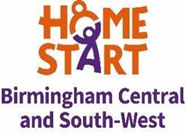 HOME
START
Birmingham Central
and South-West